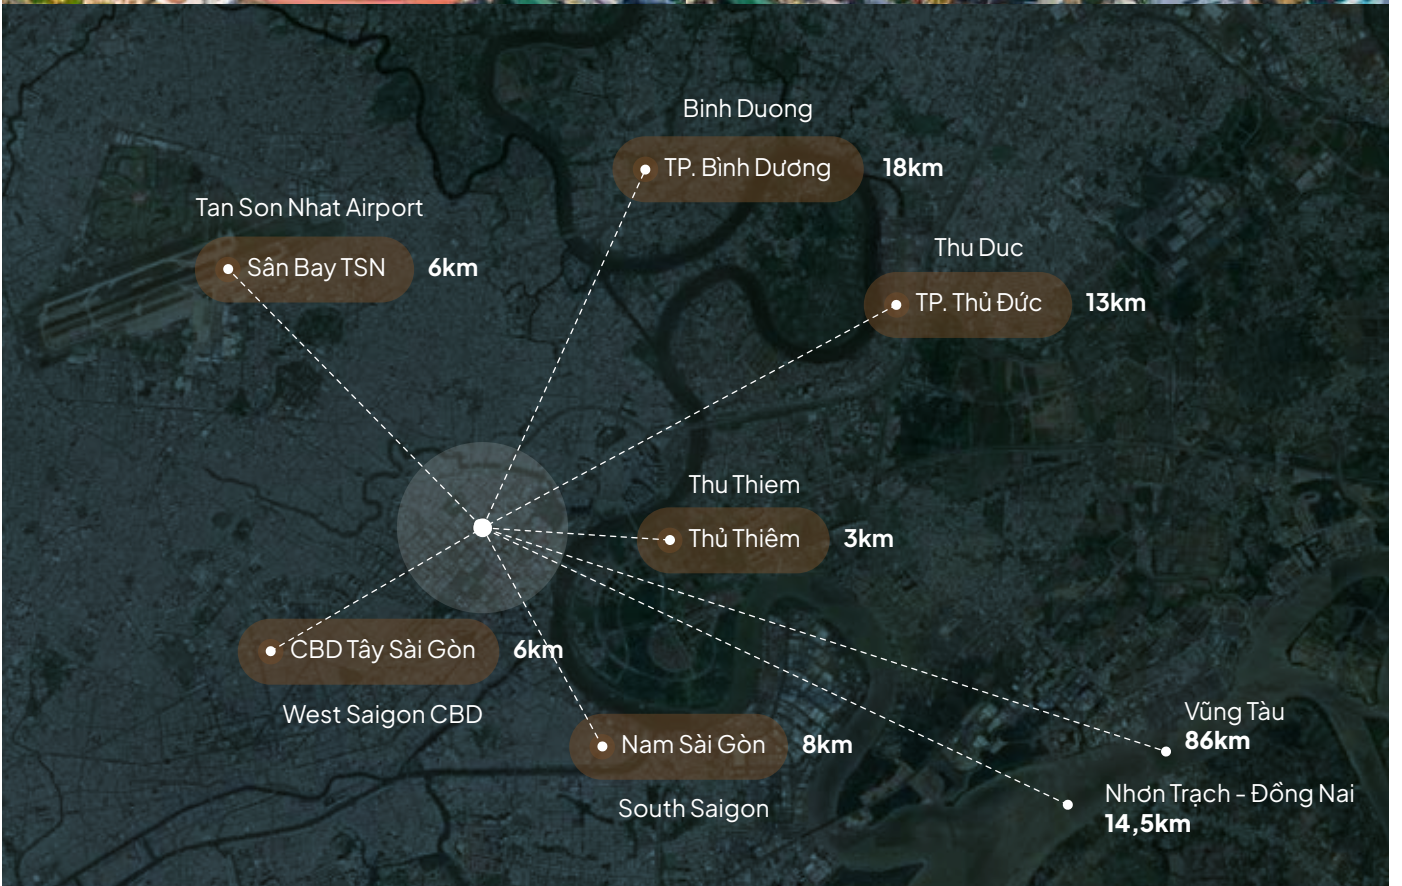 Binh Duong
TP. Bình Dương 18km
Tan Son Nhat Airport
Sân Bay TSN 6km
Thu Duc
TP. Thủ Đức 13km
Thu Thiem
Thủ Thiêm 3km
CBD Tây Sài Gòn 6km
West Saigon CBD
Nam Sài Gòn 8km
South Saigon
Vũng Tàu
86km
Nhơn Trạch - Đồng Nai
14,5km